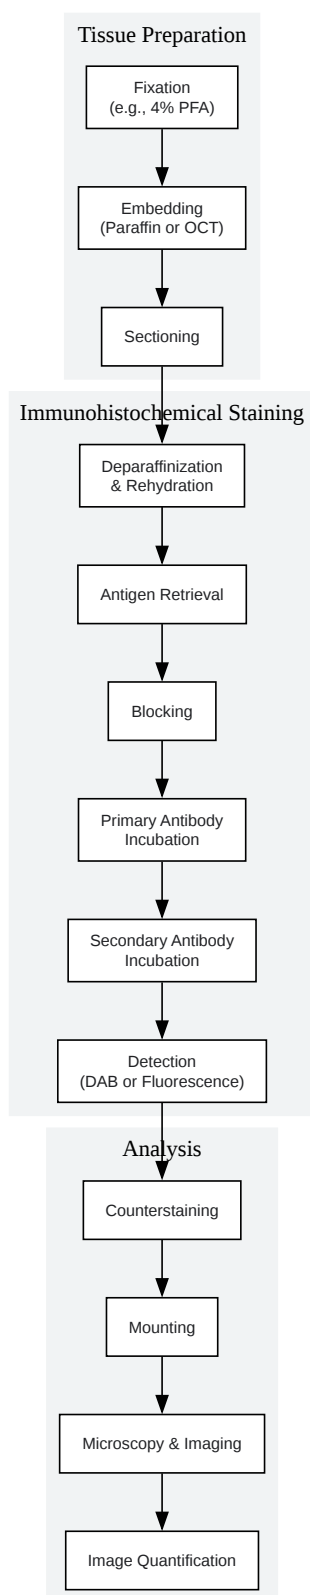 Tissue Preparation
Fixation
(e.g., 4% PFA)
Embedding
(Paraffin or OCT)
Sectioning
Immunohistochemical Staining
Deparaffinization
& Rehydration
Antigen Retrieval
Blocking
Primary Antibody
Incubation
Secondary Antibody
Incubation
Detection
(DAB or Fluorescence)
Analysis
Counterstaining
Mounting
Microscopy & Imaging
Image Quantification